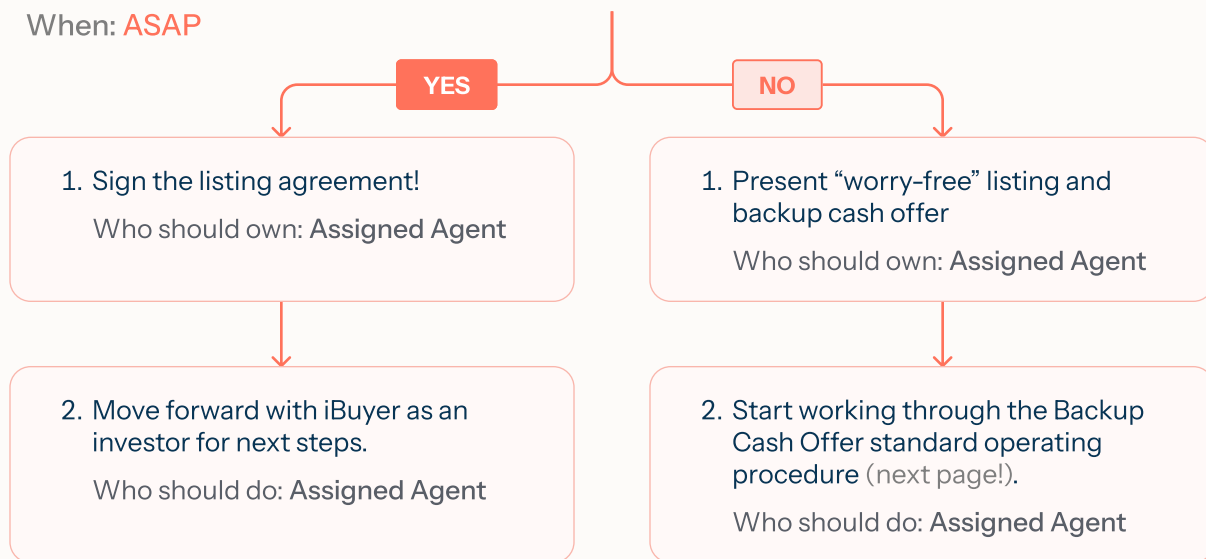 When: ASAP
YES
NO
1. Sign the listing agreement!
Who should own: Assigned Agent
1. Present “worry-free” listing and
backup cash offer
Who should own: Assigned Agent
2. Move forward with iBuyer as an
investor for next steps.
Who should do: Assigned Agent
2. Start working through the Backup
Cash Offer standard operating
procedure (next page!).
Who should do: Assigned Agent